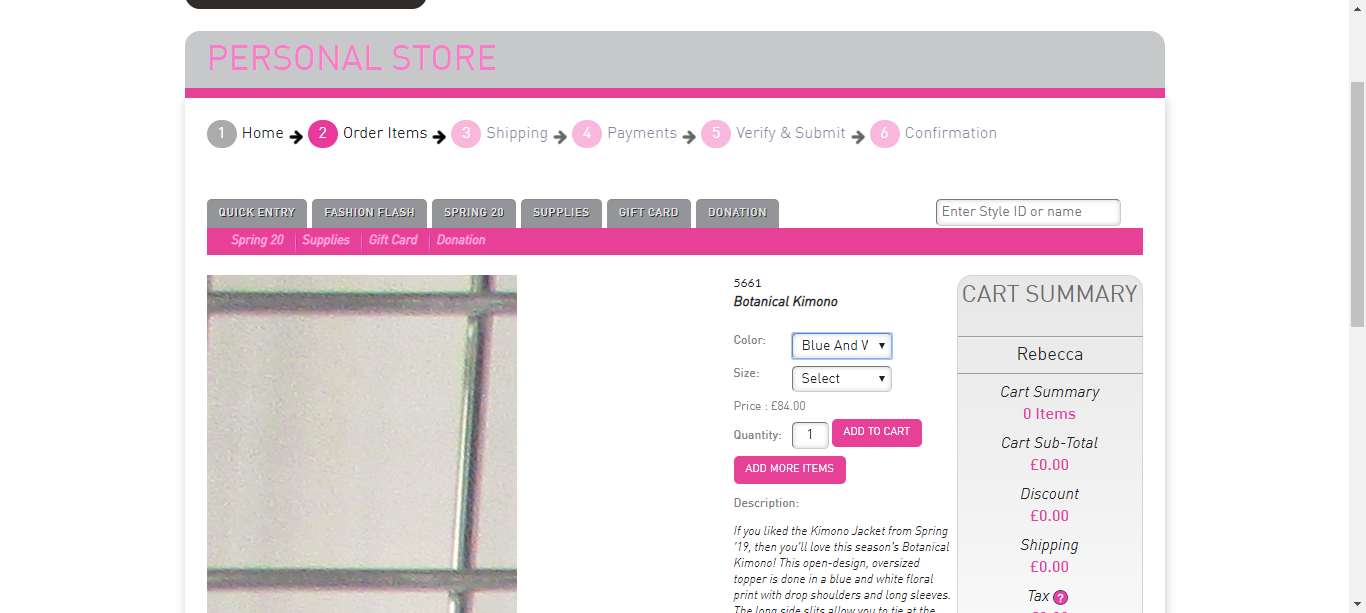 PERSONAL STORE
1 Home 2 Order Items 3 Shipping 4 Payments 5 Verify & Submit 6 Confirmation
QUICK ENTRY FASHION FLASH SPRING 20 SUPPLIES GIFT CARD DONATION
Enter Style ID or name
Spring 20 Supplies Gift Card Donation
5661
Botanical Kimono
Color: Blue And
Size: Select
Price : £84.00
Quantity: 1 ADD TO CART
ADD MORE ITEMS
Description:
If you liked the Kimono Jacket from Spring
'19, then you'll love this season's Botanical
Kimono! This open-design, oversized
topper is done in a blue and white floral
print with drop shoulders and long sleeves.
The long side slits allow you to tie at the
CART SUMMARY
Rebecca
Cart Summary
0 Items
Cart Sub-Total
£0.00
Discount
£0.00
Shipping
£0.00
Tax ?